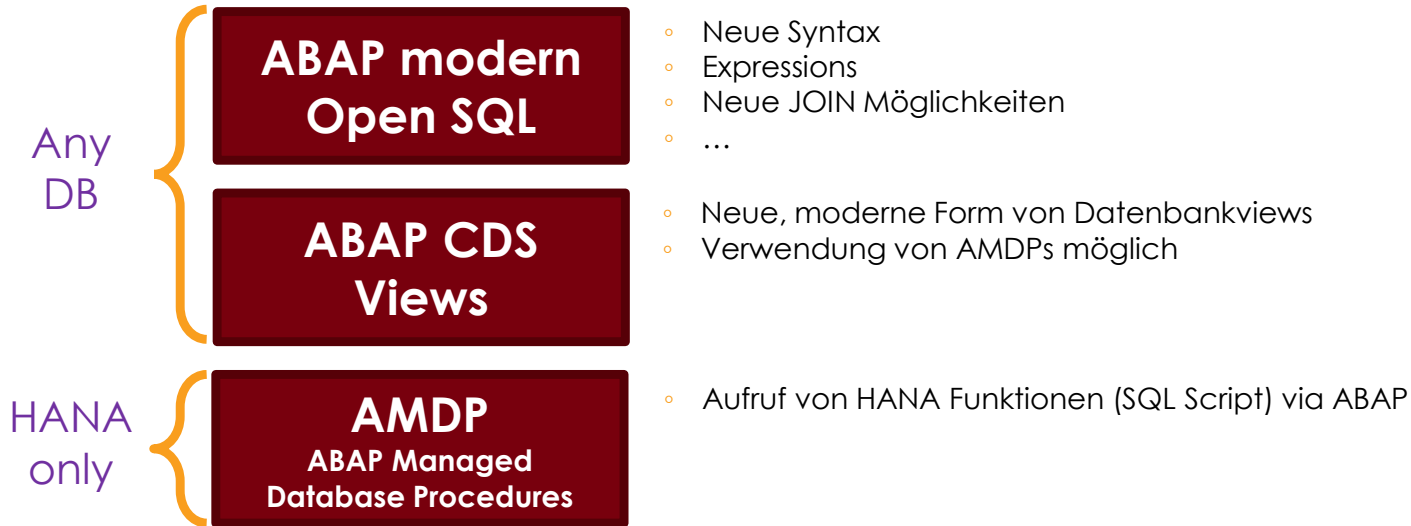 Any
DB
ABAP modern
Open SQL
◦ Neue Syntax
◦ Expressions
◦ Neue JOIN Möglichkeiten
◦ …
ABAP CDS
Views
◦ Neue, moderne Form von Datenbankviews
◦ Verwendung von AMDPs möglich
HANA
only
AMDP
ABAP Managed
Database Procedures
◦ Aufruf von HANA Funktionen (SQL Script) via ABAP